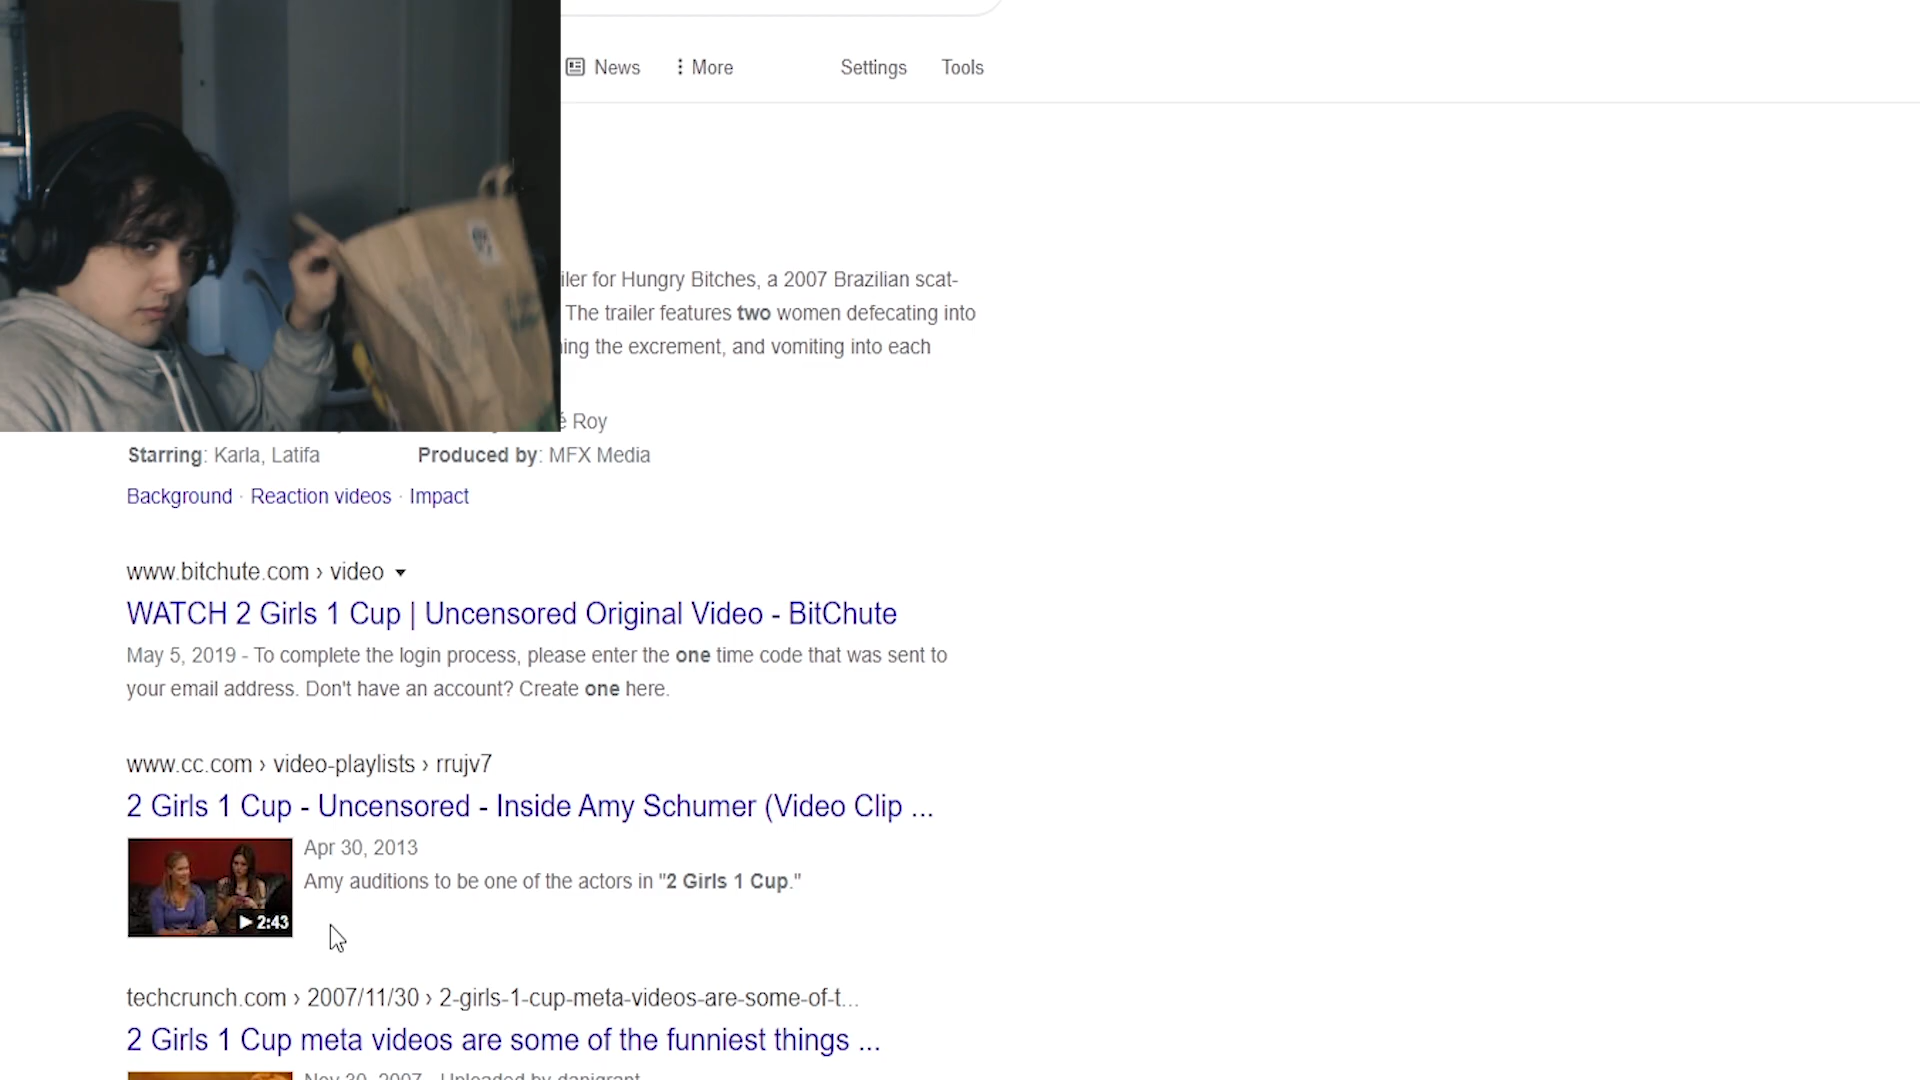 News More Settings Tools
iler for Hungry Bitches, a 2007 Brazilian scat-
The trailer features two women defecating into
the excrement, and vomiting into each
Roy
Starring: Karla, Latifa Produced by: MFX Media
Background · Reaction videos · Impact
www.bitchute.com › video
WATCH 2 Girls 1 Cup | Uncensored Original Video - BitChute
May 5, 2019 - To complete the login process, please enter the one time code that was sent to
your email address. Don't have an account? Create one here.
www.cc.com › video-playlists › rrujv7
2 Girls 1 Cup - Uncensored - Inside Amy Schumer (Video Clip ...
Apr 30, 2013
Amy auditions to be one of the actors in "2 Girls 1 Cup."
2:43
techcrunch.com › 2007/11/30 › 2-girls-1-cup-meta-videos-are-some-of-t...
2 Girls 1 Cup meta videos are some of the funniest things ...
Nov 30, 2007 - Uploaded by danigrant